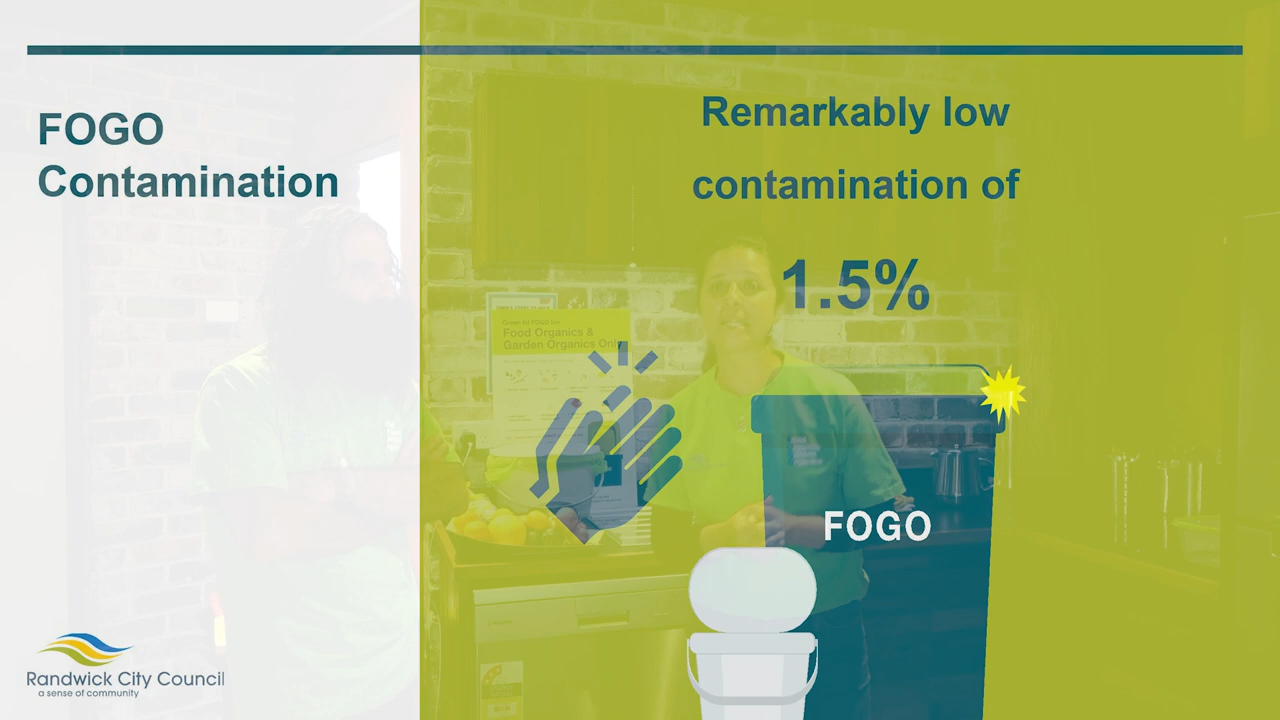 FOGO
Contamination
Remarkably low
contamination of
1.5%
Food Organics &
Garden Organics Only
FOGO
Randwick City Council
a sense of community